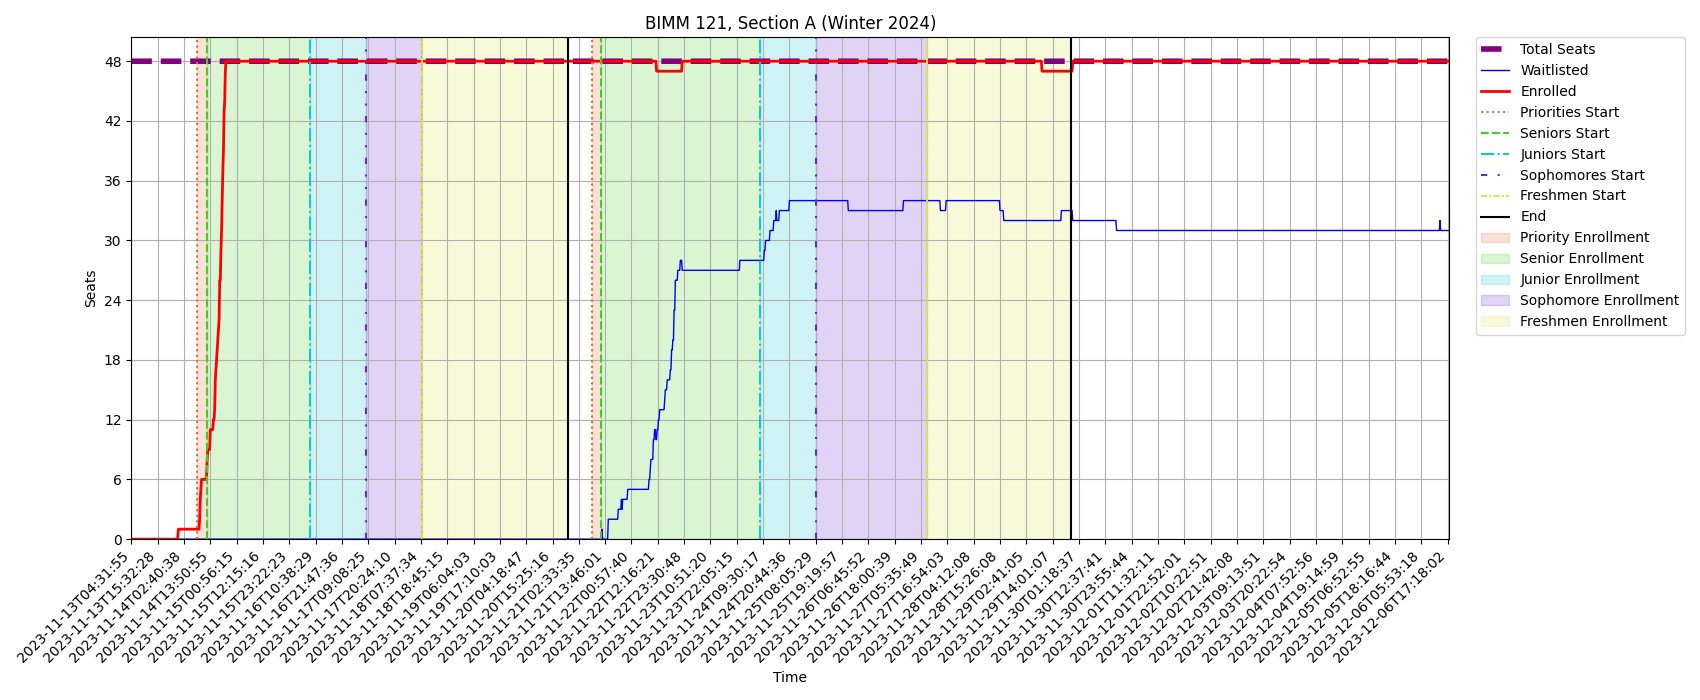 BIMM 121, Section A (Winter 2024)
Seats
48
42
36
30
24
18
12
6
0
2023-11-13T04:31:55
2023-11-13T15:32:28
2023-11-14T02:40:38
2023-11-14T13:50:55
2023-11-15T00:56:15
2023-11-15T12:15:16
2023-11-15T23:22:23
2023-11-16T10:38:29
2023-11-16T21:47:36
2023-11-17T09:08:25
2023-11-17T20:24:10
2023-11-18T07:37:34
2023-11-18T18:45:15
2023-11-19T06:04:03
2023-11-19T17:10:03
2023-11-20T04:18:47
2023-11-20T15:25:16
2023-11-21T02:33:35
2023-11-21T13:46:01
2023-11-22T00:57:40
2023-11-22T12:16:21
2023-11-22T23:30:48
2023-11-23T10:51:20
2023-11-23T22:05:15
2023-11-24T09:30:17
2023-11-24T20:44:36
2023-11-25T08:05:29
2023-11-25T19:19:57
2023-11-26T06:45:52
2023-11-26T18:00:39
2023-11-27T05:35:49
2023-11-27T16:54:03
2023-11-28T04:12:08
2023-11-28T15:26:08
2023-11-29T02:41:05
2023-11-29T14:01:07
2023-11-30T01:18:37
2023-11-30T12:37:41
2023-11-30T23:55:44
2023-12-01T11:32:11
2023-12-01T22:52:01
2023-12-02T10:22:51
2023-12-02T21:42:08
2023-12-03T09:13:51
2023-12-03T20:22:54
2023-12-04T07:52:56
2023-12-04T19:14:59
2023-12-05T06:52:55
2023-12-05T18:16:44
2023-12-06T05:53:18
2023-12-06T17:18:02
Time
Total Seats
Waitlisted
Enrolled
Priorities Start
Seniors Start
Juniors Start
Sophomores Start
Freshmen Start
End
Priority Enrollment
Senior Enrollment
Junior Enrollment
Sophomore Enrollment
Freshmen Enrollment